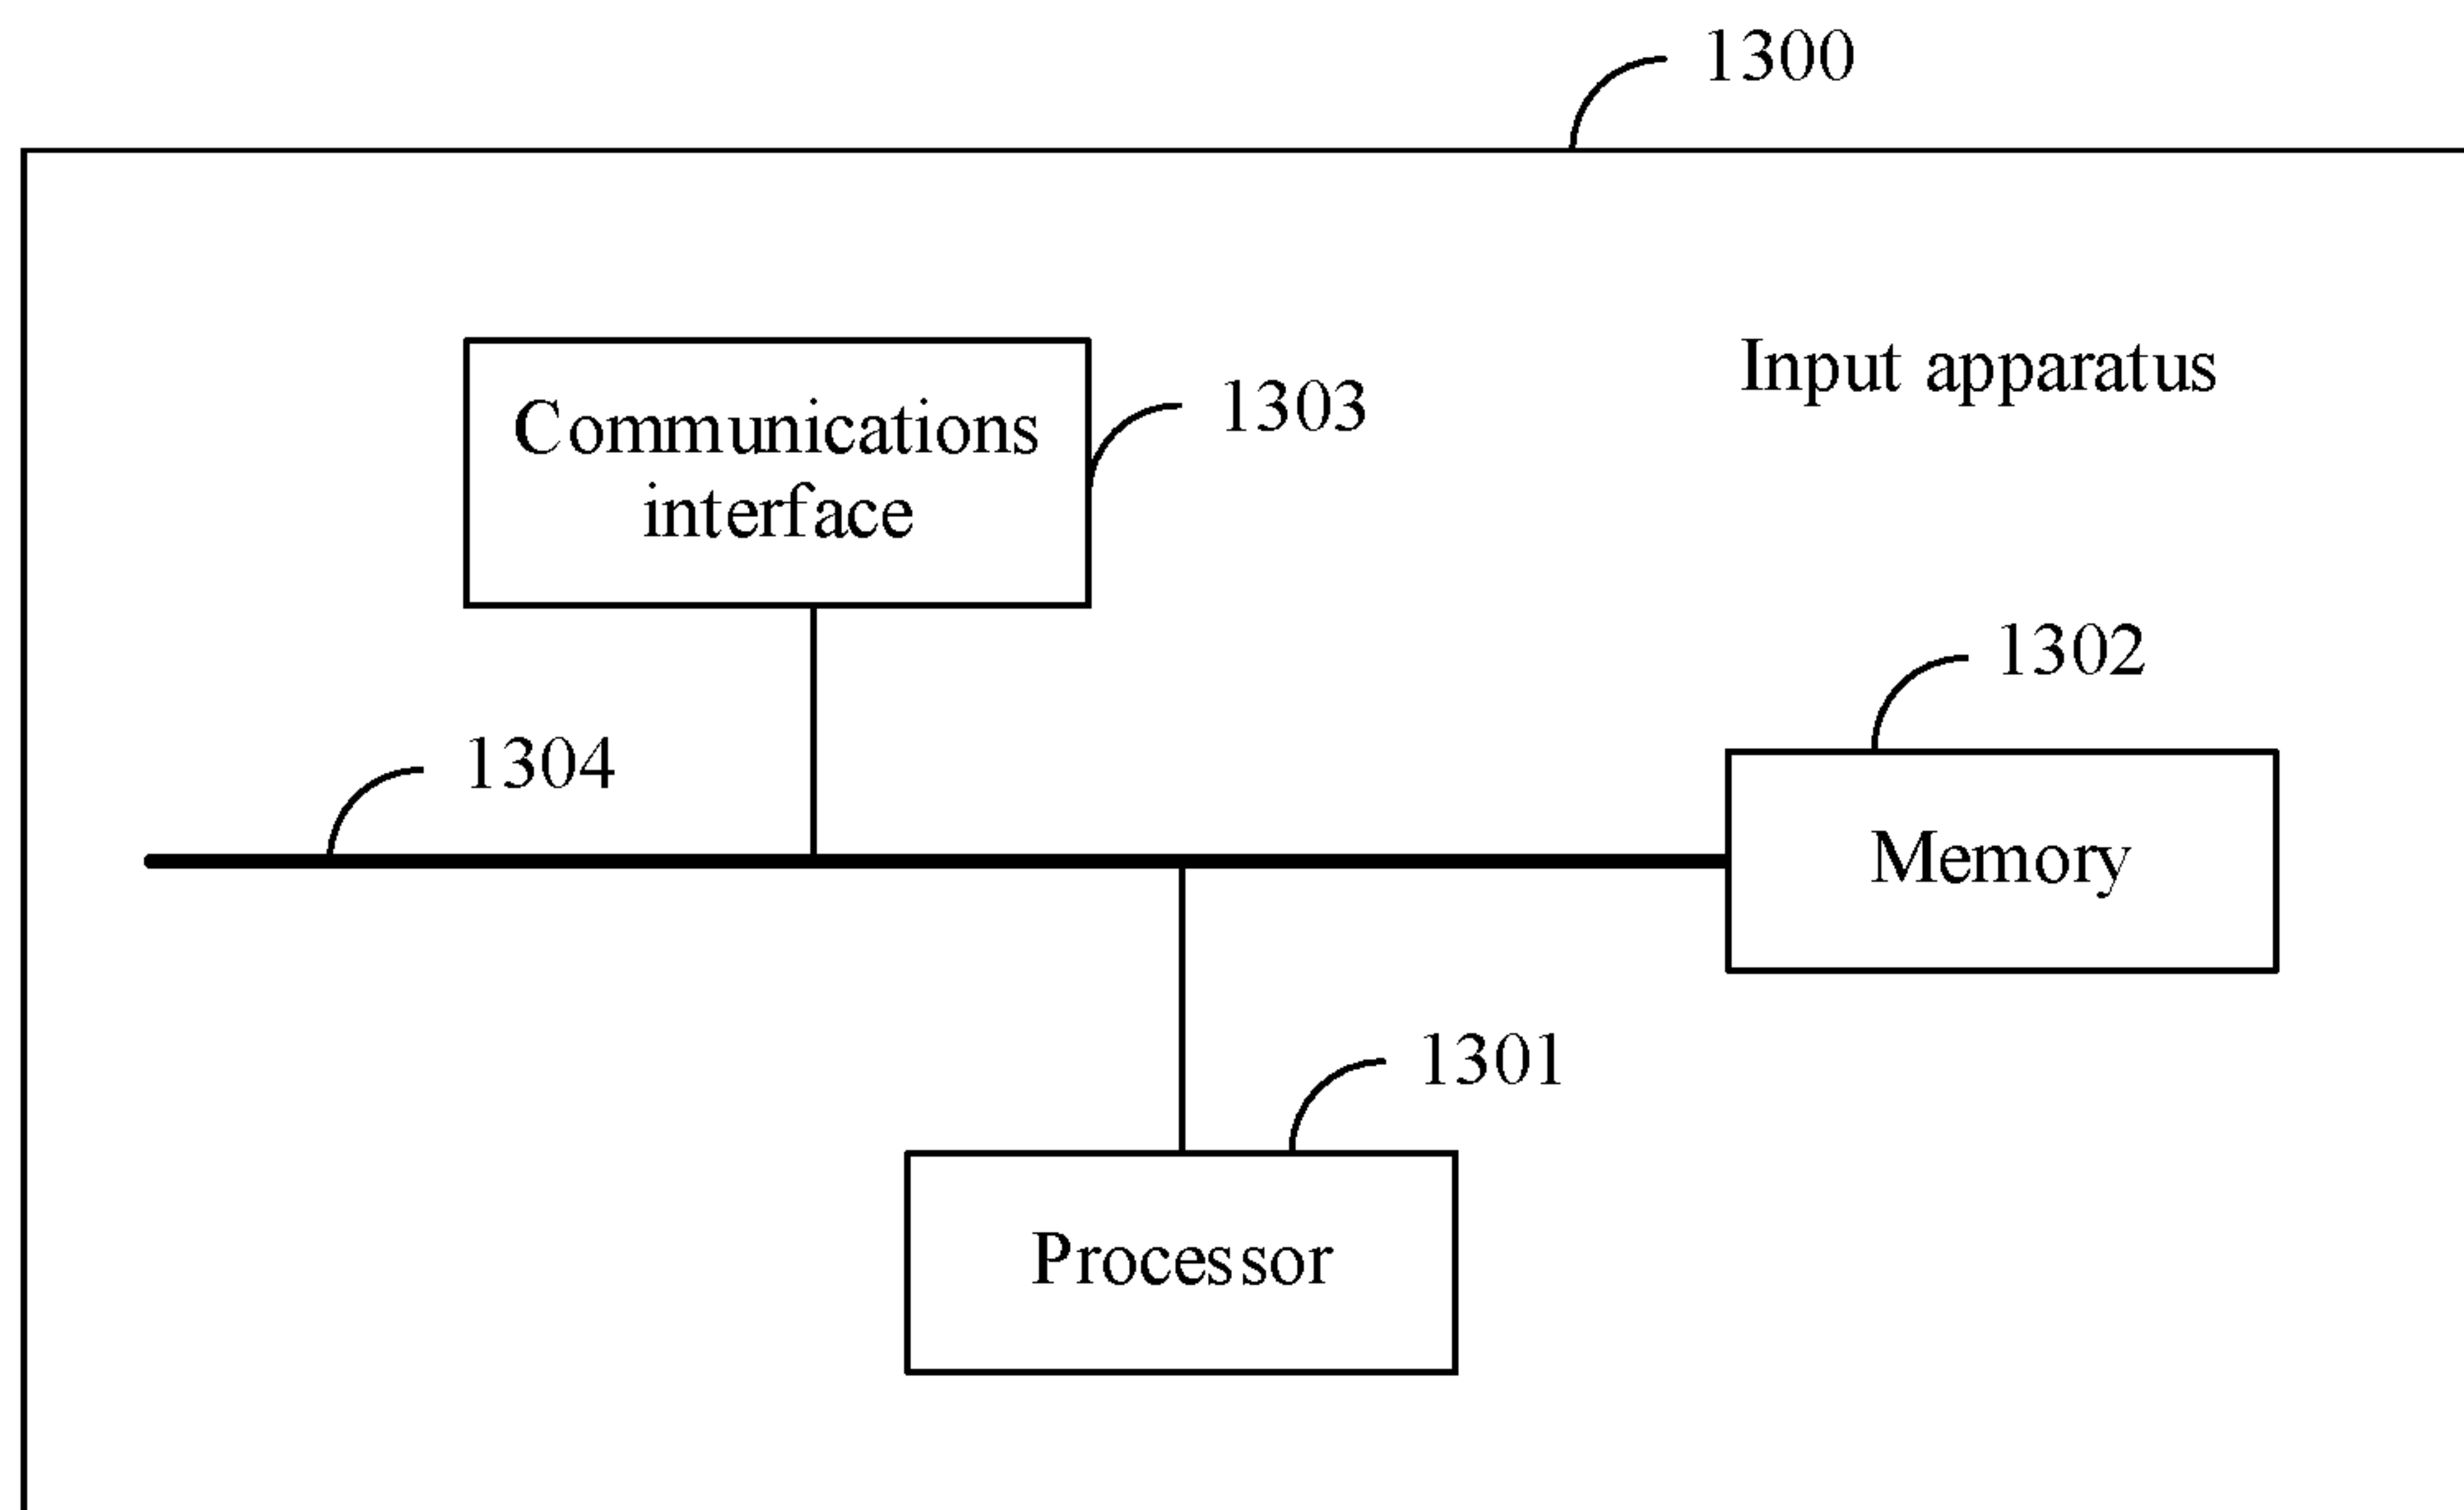 1300
Input apparatus
Communications
interface
1303
1302
1304
Memory
1301
Processor